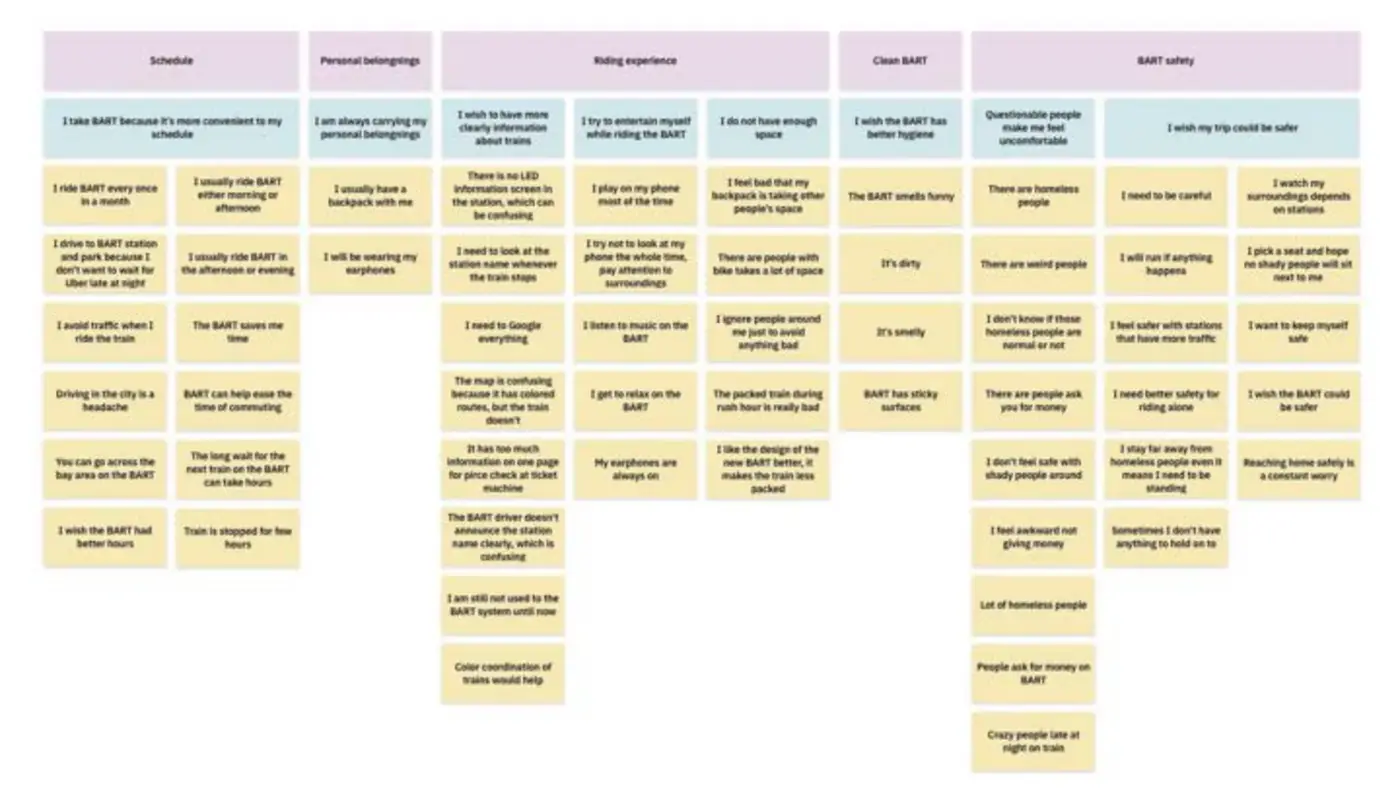 Schedule
Personal belongnings
Riding experience
Clean BART
BART safety
I take BART because it's more convenient to my
schedule
I am always carrying my
personal belongnings
I wish to have more
clearly information
about trains
I try to entertain myself
while riding the BART
I do not have enough
space
I wish the BART has
better hygiene
Questionable people
make me feel
uncomfortable
I wish my trip could be safer
I ride BART every once
in a month
I usually ride BART
either morning or
afternoon
I usually have a
backpack with me
There is no LED
information screen in
the station, which can
be confusing
I play on my phone
most of the time
I feel bad that my
backpack is taking other
people's space
The BART smells funny
There are homeless
people
I need to be careful
I watch my
surroundings depends
on stations
I drive to BART station
and park because I
don't want to wait for
Uber late at night
I usually ride BART in
the afternoon or evening
I will be wearing my
earphones
I need to look at the
station name whenever
the train stops
I try not to look at my
phone the whole time,
pay attention to
surroundings
There are people with
bike takes a lot of space
It's dirty
There are weird people
I will run if anything
happens
I pick a seat and hope
no shady people will sit
next to me
I avoid traffic when I
ride the train
The BART saves me
time
I need to Google
everything
I listen to music on the
BART
I ignore people around
me just to avoid
anything bad
It's smelly
I don't know if those
homeless people are
normal or not
I feel safer with stations
that have more traffic
I want to keep myself
safe
Driving in the city is a
headache
BART can help ease the
time of commuting
The map is confusing
because it has colored
routes, but the train
doesn't
I get to relax on the
BART
The packed train during
rush hour is really bad
BART has sticky
surfaces
There are people ask
you for money
I need better safety for
riding alone
I wish the BART could
be safer
You can go across the
bay area on the BART
The long wait for the
next train on the BART
can take hours
It has too much
information on one page
for pirce check at ticket
machine
My earphones are
always on
I like the design of the
new BART better, it
makes the train less
packed
I don't feel safe with
shady people around
I stay far away from
homeless people even it
means I need to be
standing
Reaching home safely is
a constant worry
I wish the BART had
better hours
Train is stopped for few
hours
The BART driver doesn't
announce the station
name clearly, which is
confusing
I feel awkward not
giving money
Sometimes I don't have
anything to hold on to
I am still not used to the
BART system until now
Lot of homeless people
Color coordination of
trains would help
People ask for money on
BART
Crazy people late at
night on train